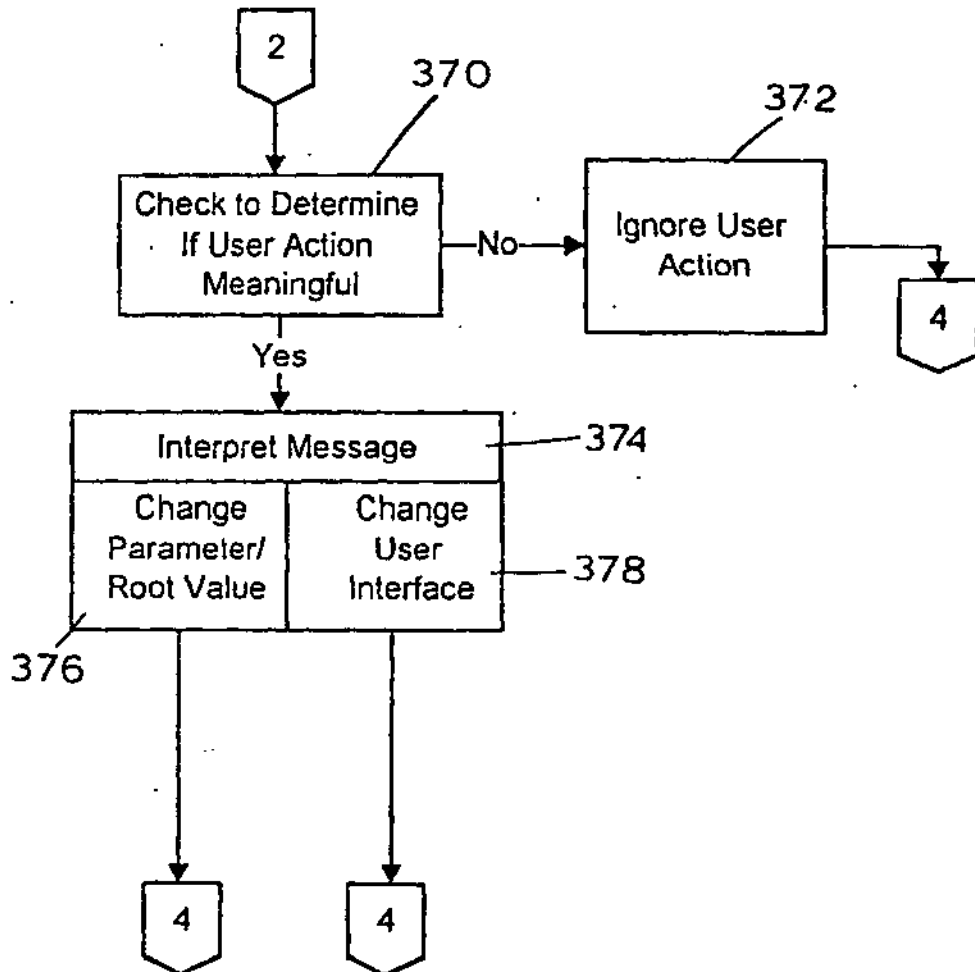 2
370
372
Check to Determine
If User Action
Meaningful
No
Ignore User
Action
4
Yes
Interpret Message
374
Change
Parameter/
Root Value
Change
User
Interface
378
376
4
4